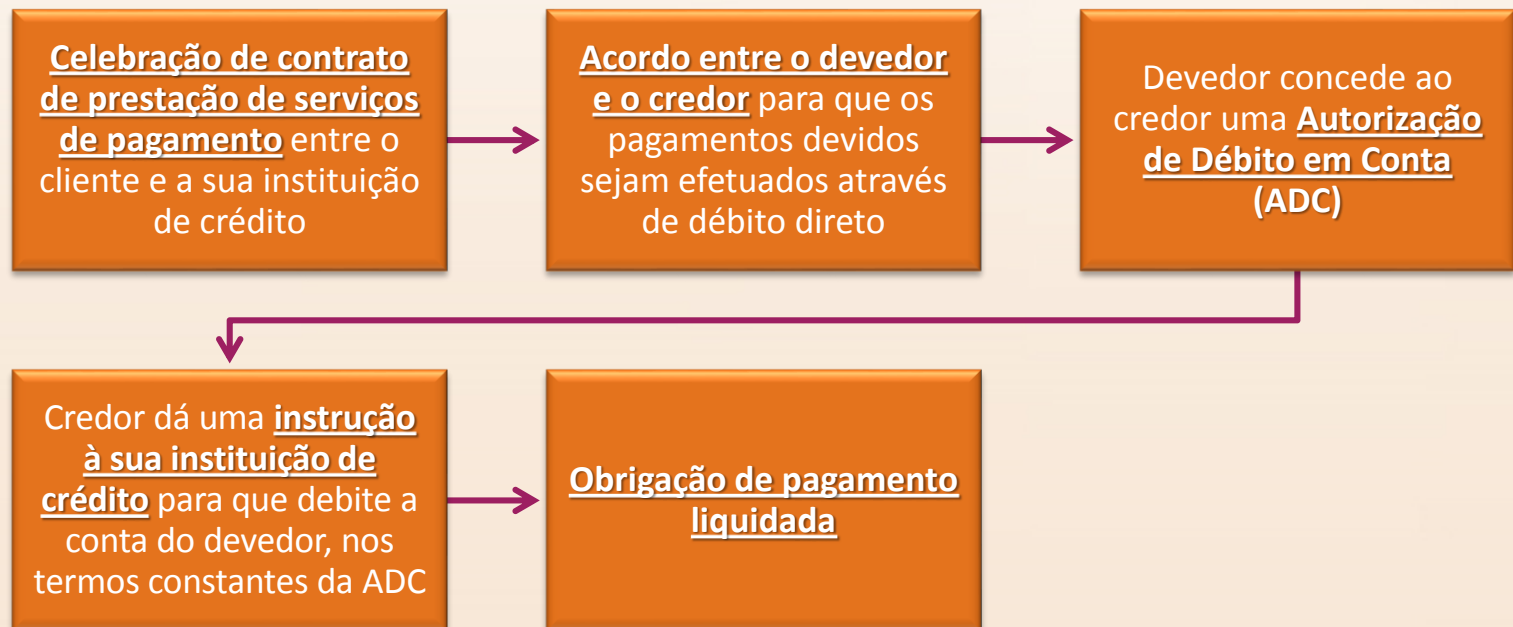 Celebração de contrato
de prestação de serviços
de pagamento entre o
cliente e a sua instituição
de crédito
Acordo entre o devedor
e o credor para que os
pagamentos devidos
sejam efetuados através
de débito direto
Devedor concede ao
credor uma Autorização
de Débito em Conta
(ADC)
Credor dá uma instrução
à sua instituição de
crédito para que debite a
conta do devedor, nos
termos constantes da ADC
Obrigação de pagamento
liquidada